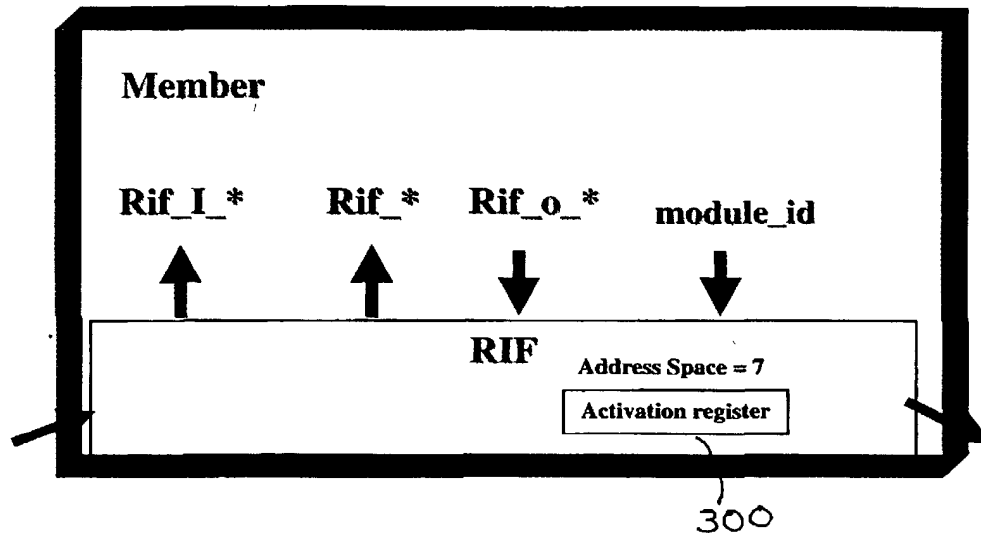 Member
Rif_I_* Rif_* Rif_o_* module_id
RIF
Address Space = 7
Activation register
300